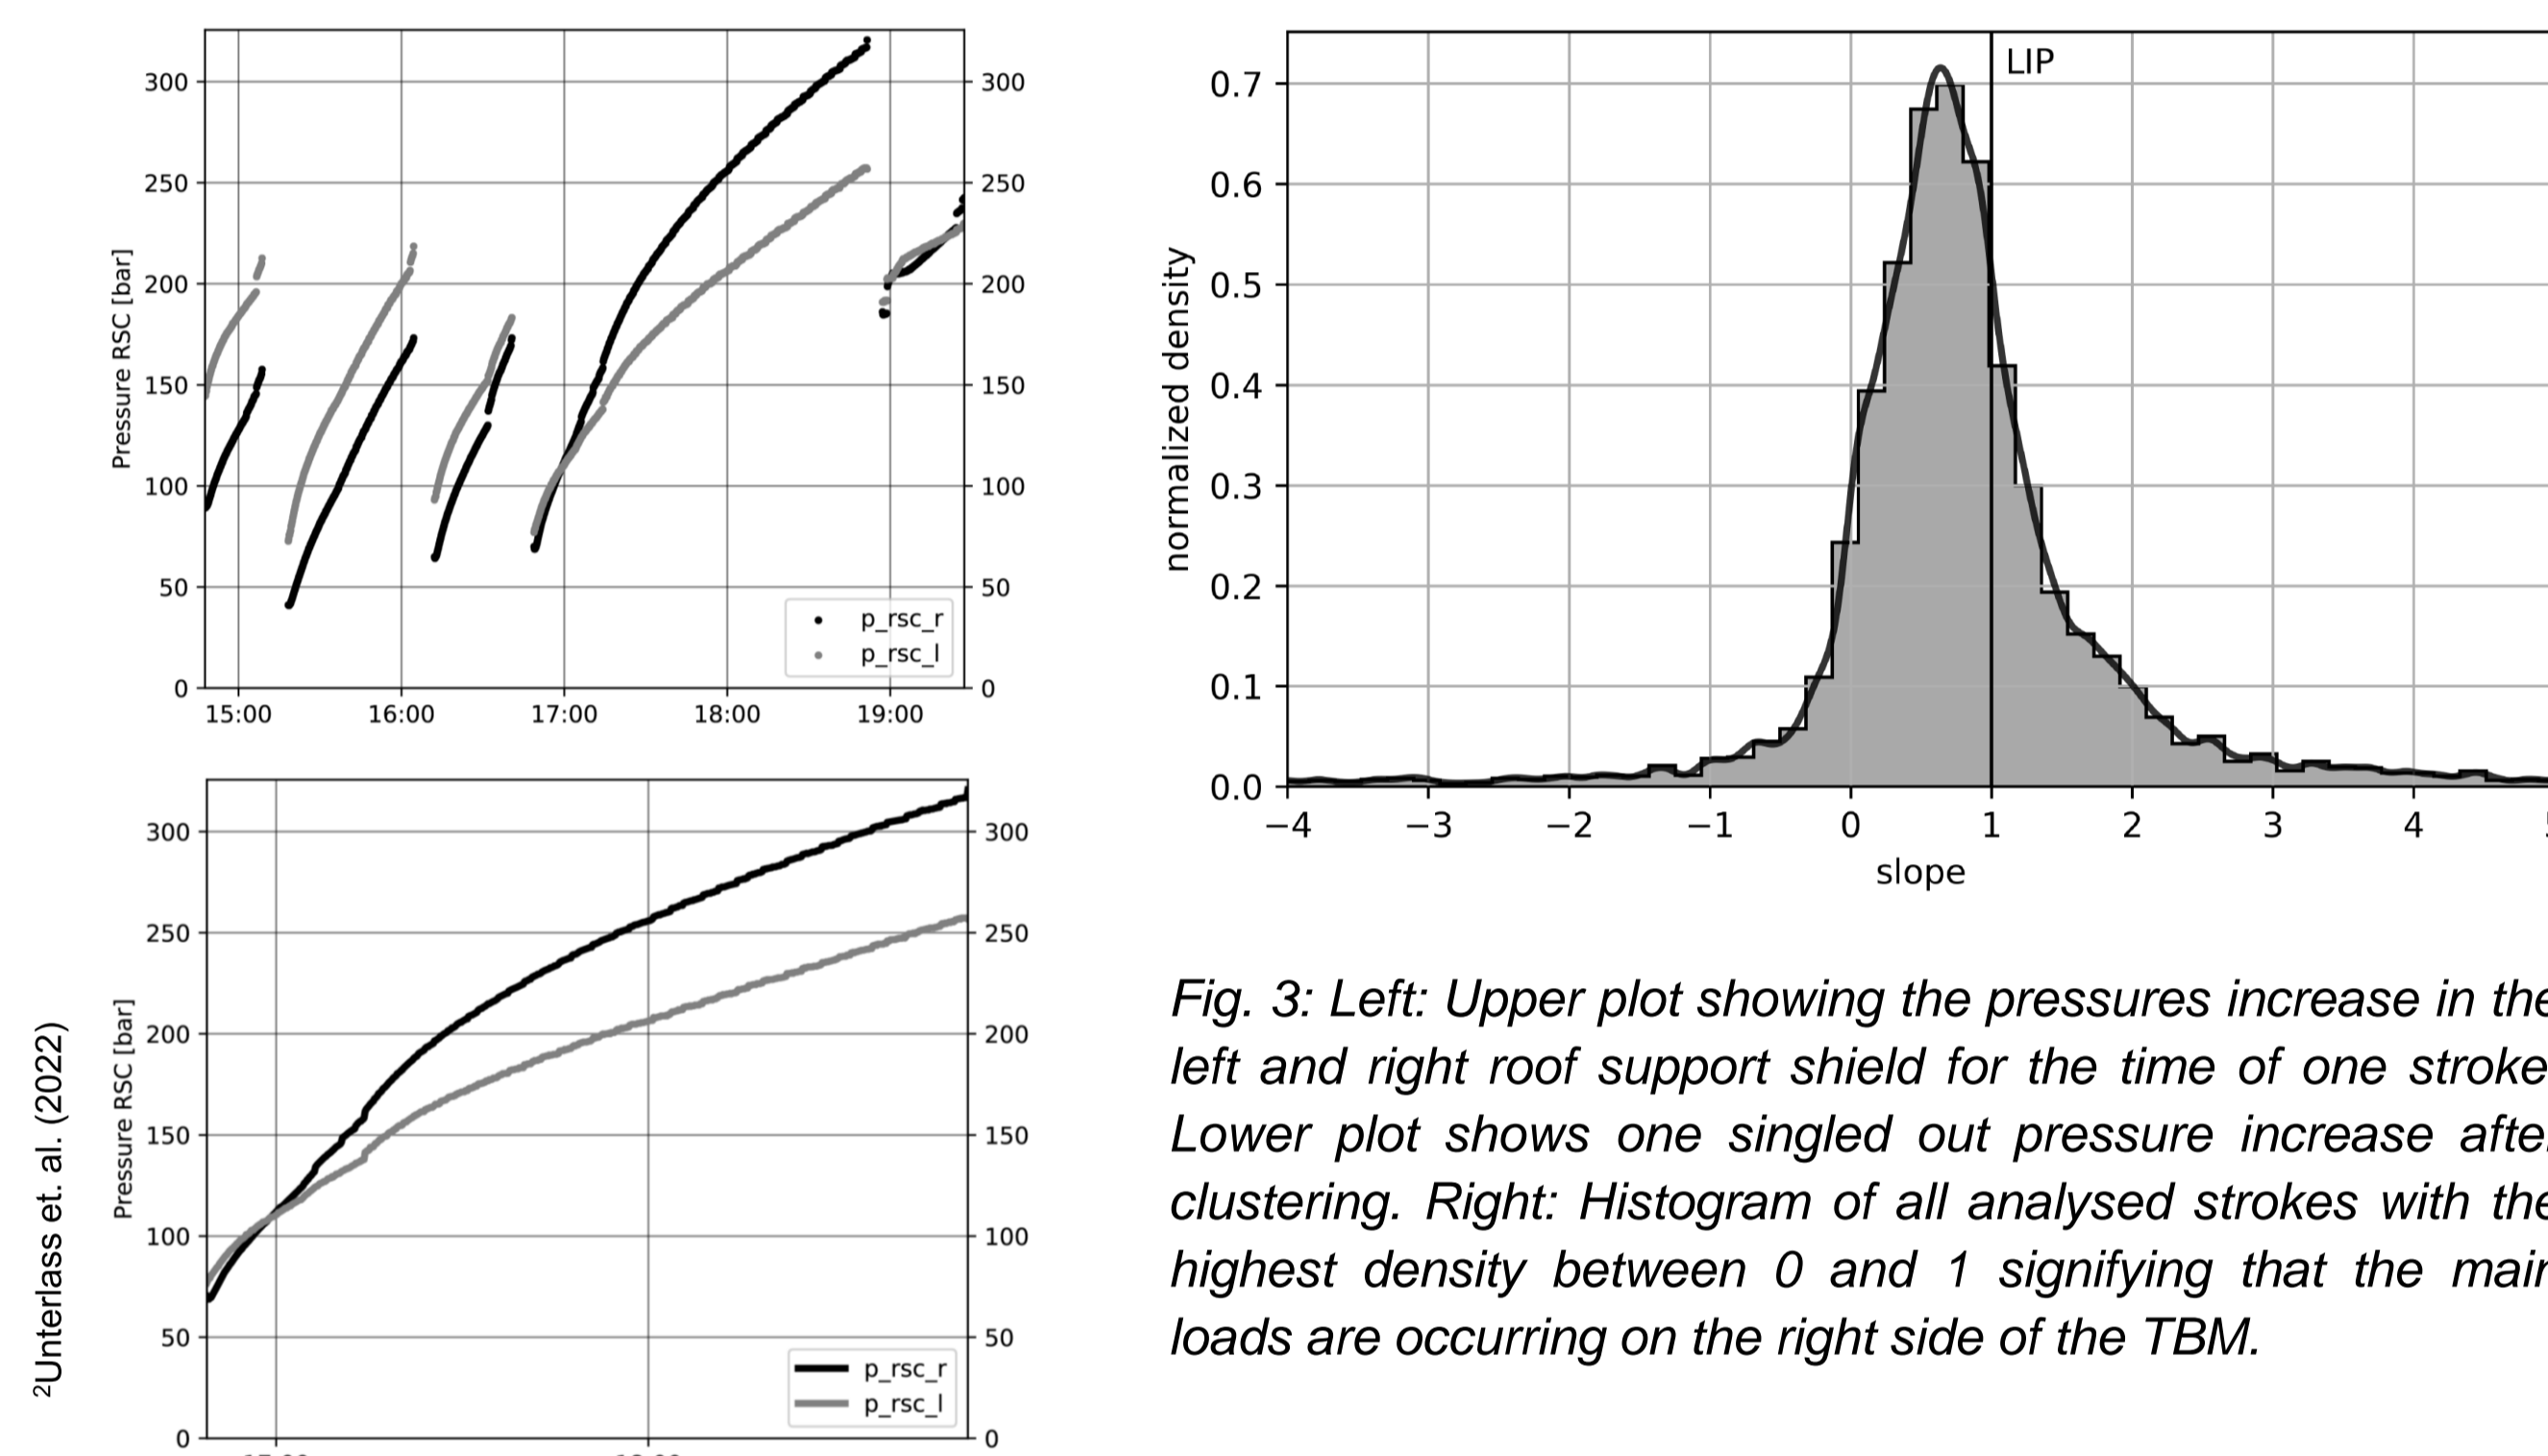 300
250
200
150
100
50
0
Pressure RSC [bar]
300
250
200
150
100
50
0
p_rsc_r
p_rsc_l
15:00 16:00 17:00 18:00 19:00
300
250
200
150
100
50
0
Pressure RSC [bar]
300
250
200
150
100
50
0
p_rsc_r
p_rsc_l
²Unterlass et. al. (2022)
LIP
0.7
0.6
0.5
0.4
0.3
0.2
0.1
0.0
normalized density
−4 −3 −2 −1 0 1 2 3 4
slope
Fig. 3: Left: Upper plot showing the pressures increase in the
left and right roof support shield for the time of one stroke
Lower plot shows one singled out pressure increase after
clustering. Right: Histogram of all analysed strokes with the
highest density between 0 and 1 signifying that the main
loads are occurring on the right side of the TBM.